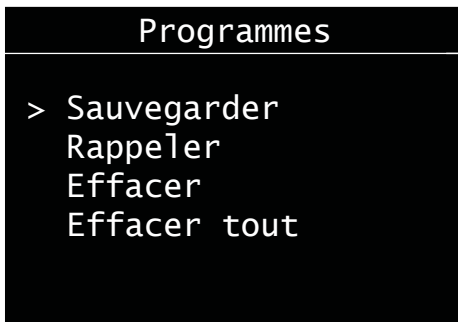 Programmes
> Sauvegarder
Rappeler
Effacer
Effacer tout